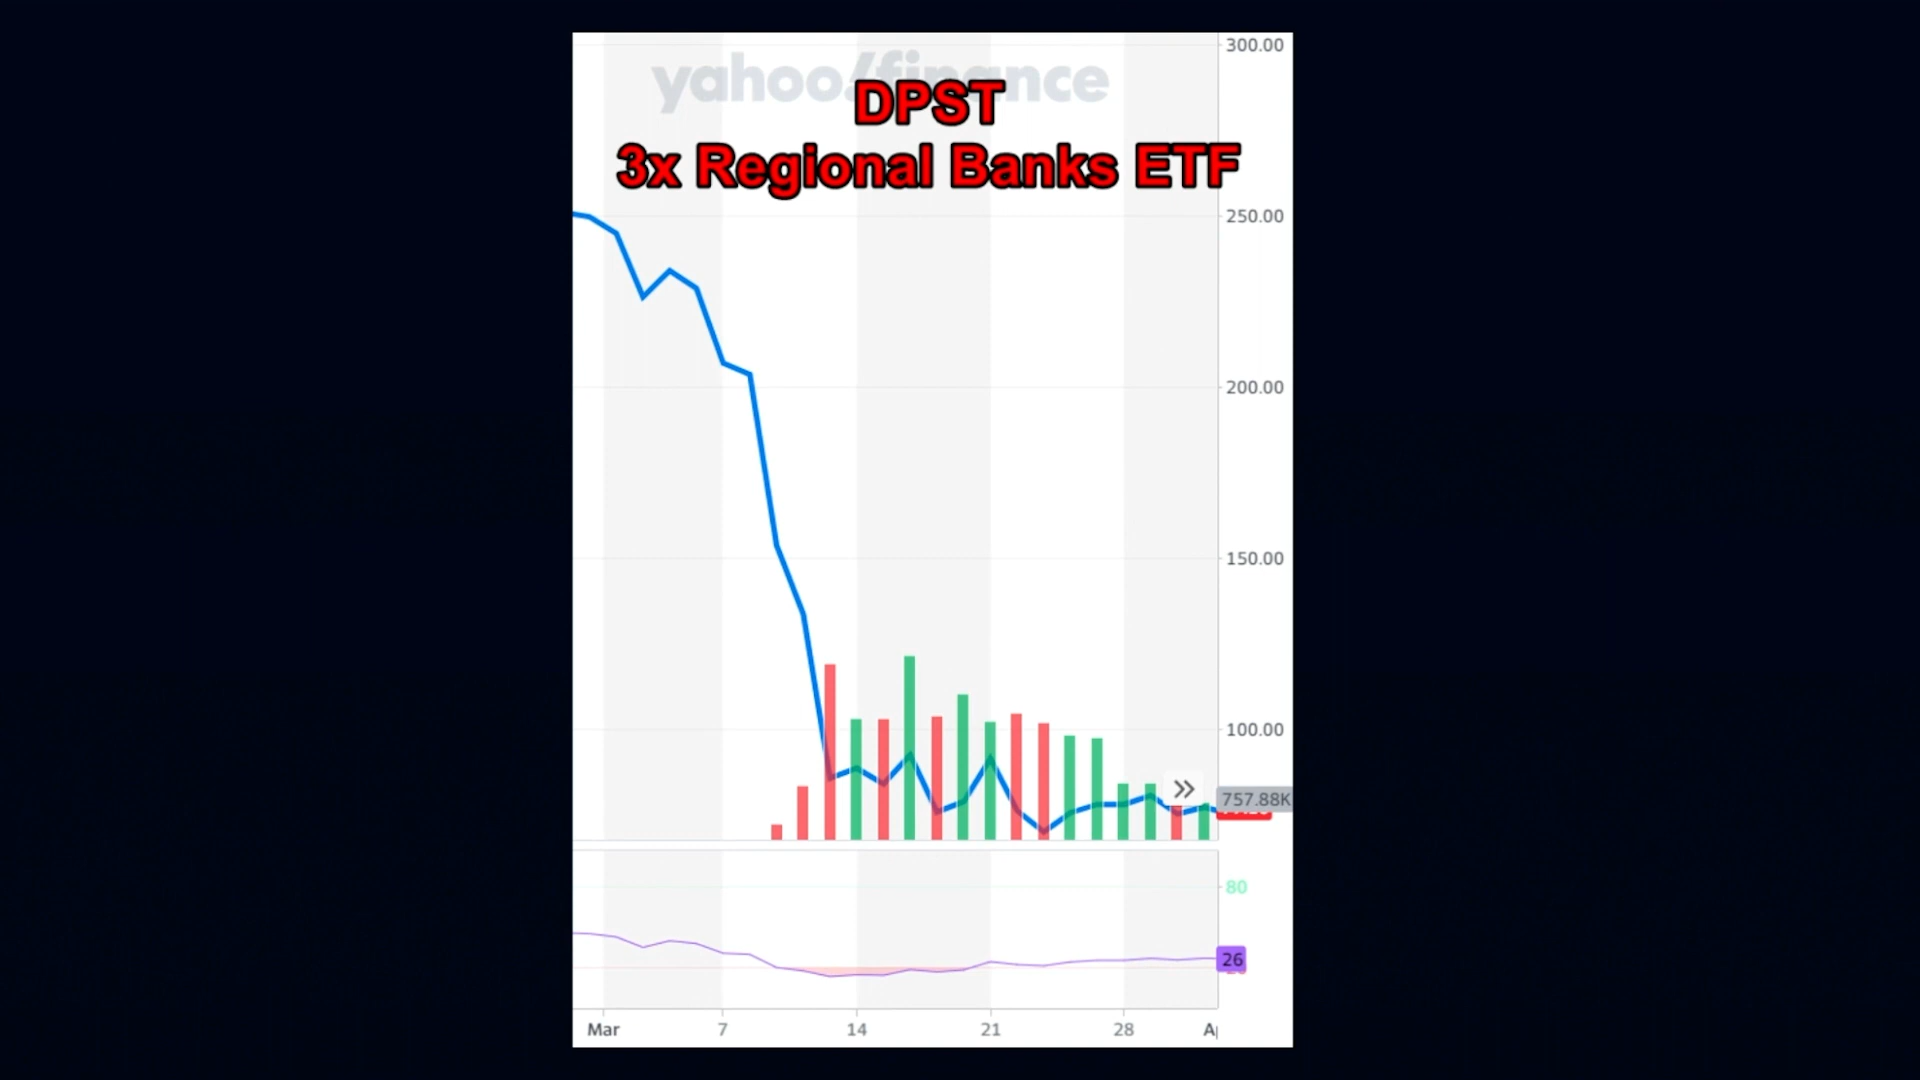 yahoo!finance
DPST
3x Regional Banks ETF
300.00
250.00
200.00
150.00
100.00
757.88K
80
26
Mar 7 14 21 28